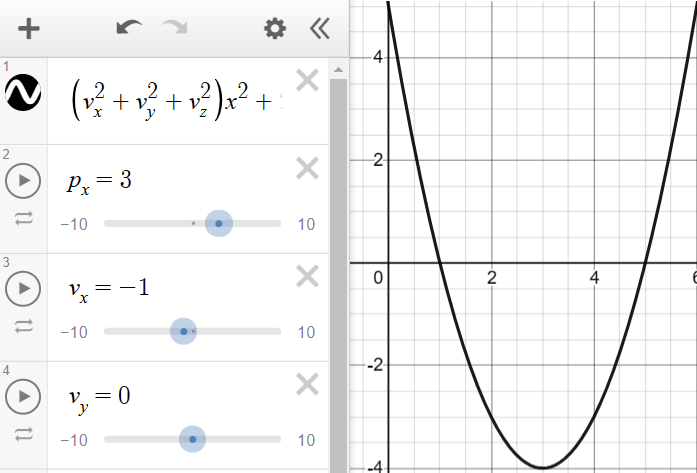 1
(v_x^2 + v_y^2 + v_z^2)x^2 +
2
p_x = 3
−10 10
3
v_x = −1
−10 10
4
v_y = 0
−10 10
4
2
0 2 4 6
-2
-4